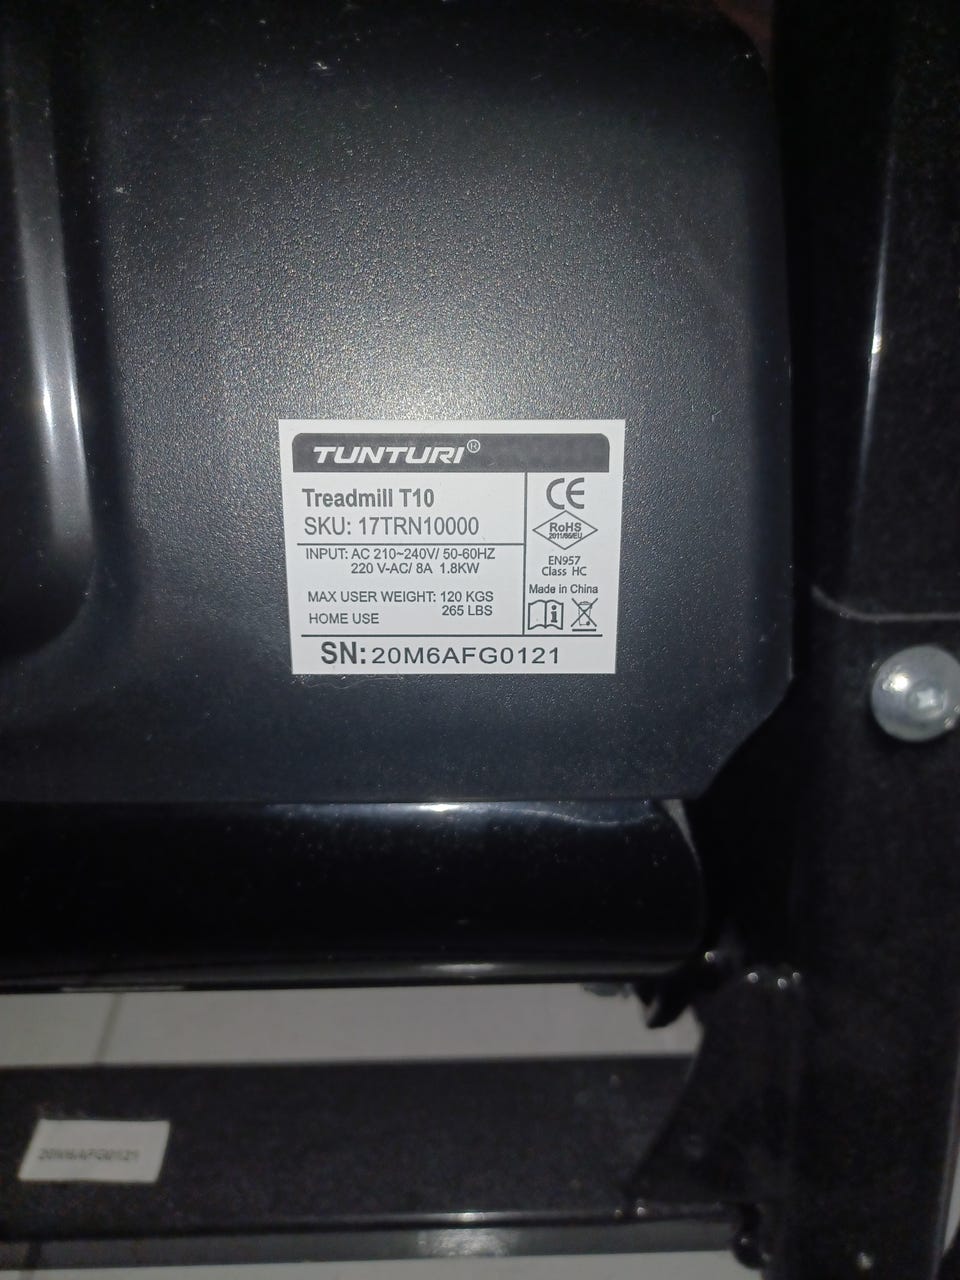 TUNTURI®
Treadmill T10
SKU: 17TRN10000
INPUT: AC 210~240V/ 50-60HZ
220 V-AC/ 8A 1.8KW
MAX USER WEIGHT: 120 KGS
265 LBS
HOME USE
CE
RoHS
2011/65/EU
EN957
Class HC
Made in China
i
SN: 20M6AFG0121
20M6AFG0121